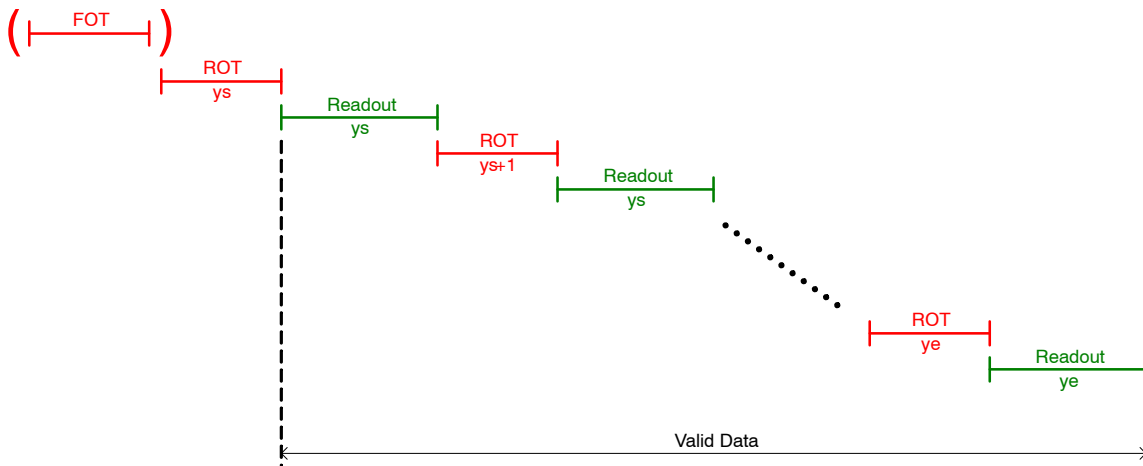 ( FOT )
ROT
ys
Readout
ys
ROT
ys+1
Readout
ys
ROT
ye
Readout
ye
Valid Data